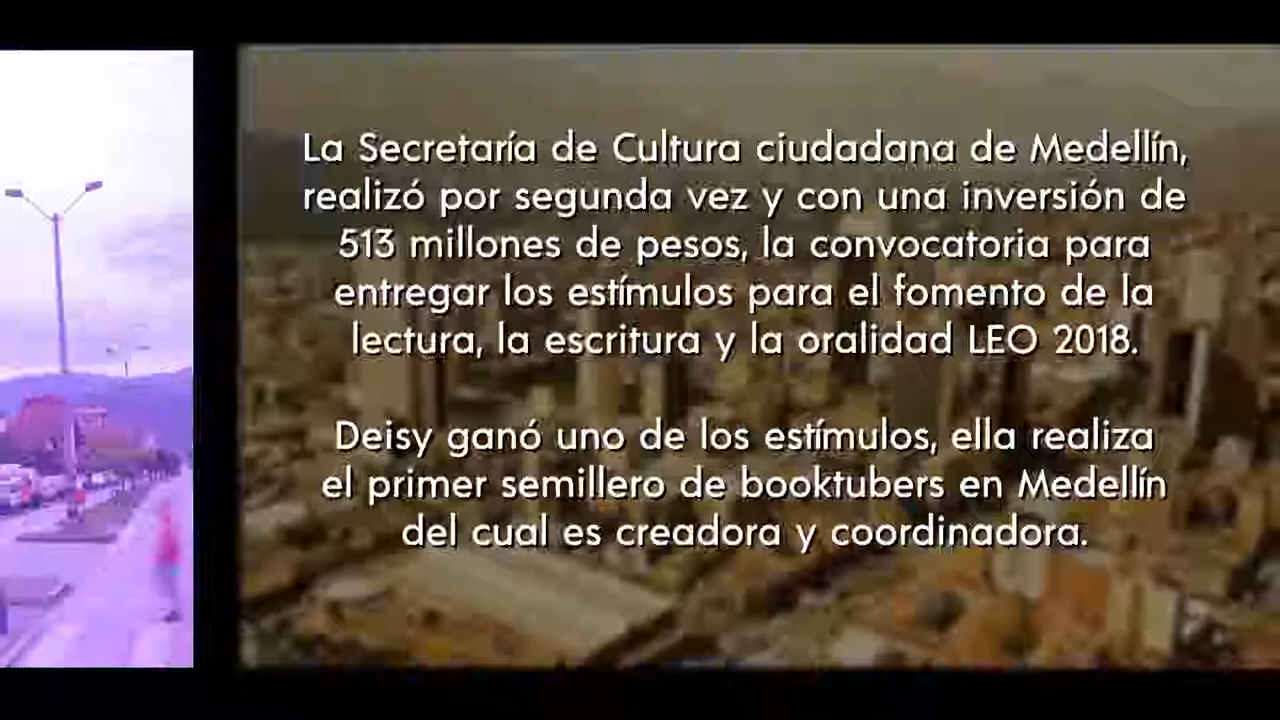 La Secretaría de Cultura ciudadana de Medellín,
realizó por segunda vez y con una inversión de
513 millones de pesos, la convocatoria para
entregar los estímulos para el fomento de la
lectura, la escritura y la oralidad LEO 2018.
Deisy ganó uno de los estímulos, ella realiza
el primer semillero de booktubers en Medellín
del cual es creadora y coordinadora.